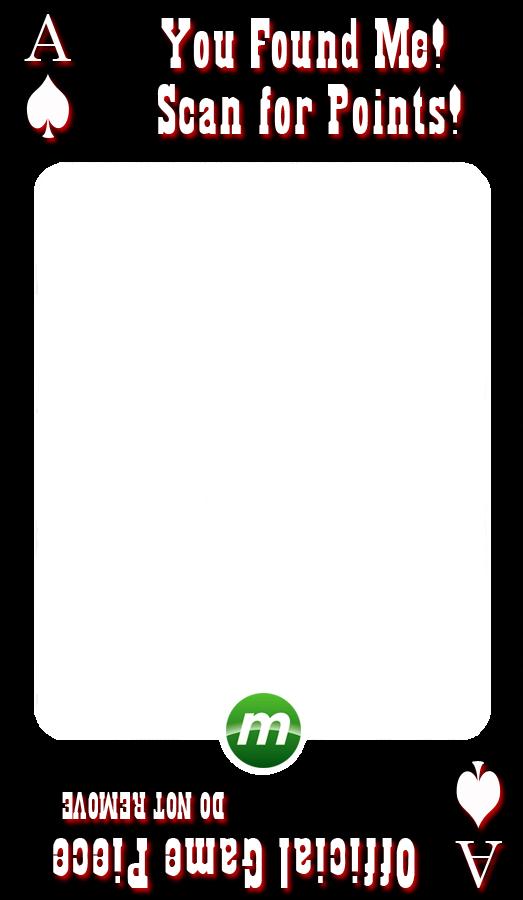 A
You Found Me!
Scan for Points!
m
A
Official Game Piece
DO NOT REMOVE